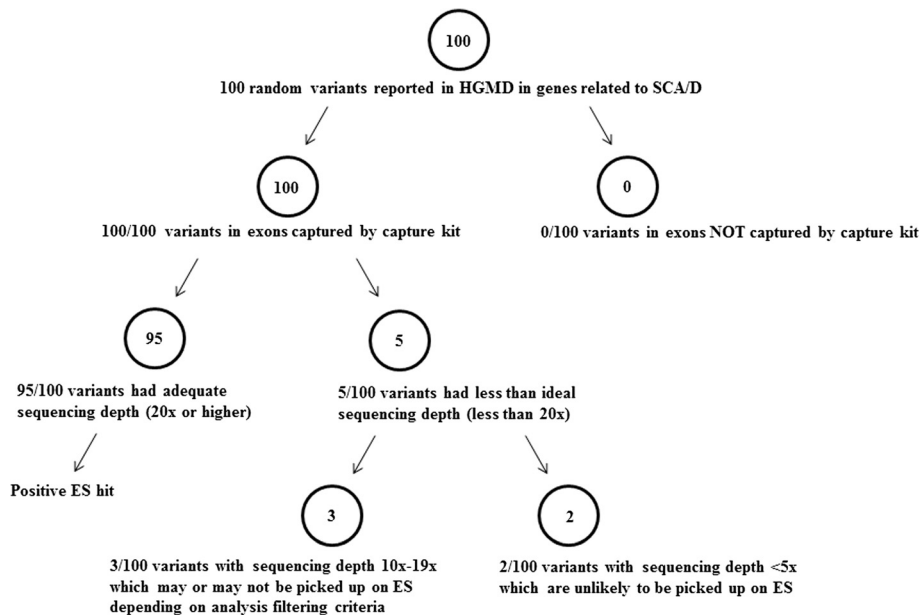 100
100 random variants reported in HGMD in genes related to SCA/D
100
100/100 variants in exons captured by capture kit
0
0/100 variants in exons NOT captured by capture kit
95
95/100 variants had adequate
sequencing depth (20x or higher)
Positive ES hit
5
5/100 variants had less than ideal
sequencing depth (less than 20x)
3
3/100 variants with sequencing depth 10x-19x
which may or may not be picked up on ES
depending on analysis filtering criteria
2
2/100 variants with sequencing depth <5x
which are unlikely to be picked up on ES